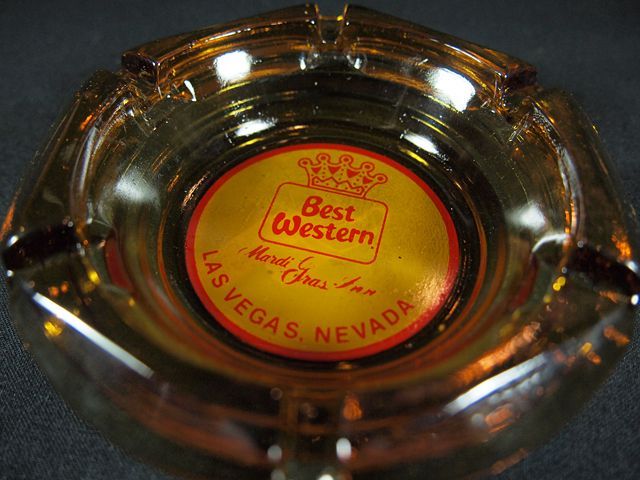 Best
Western
Mardi Gras Inn
LAS VEGAS, NEVADA